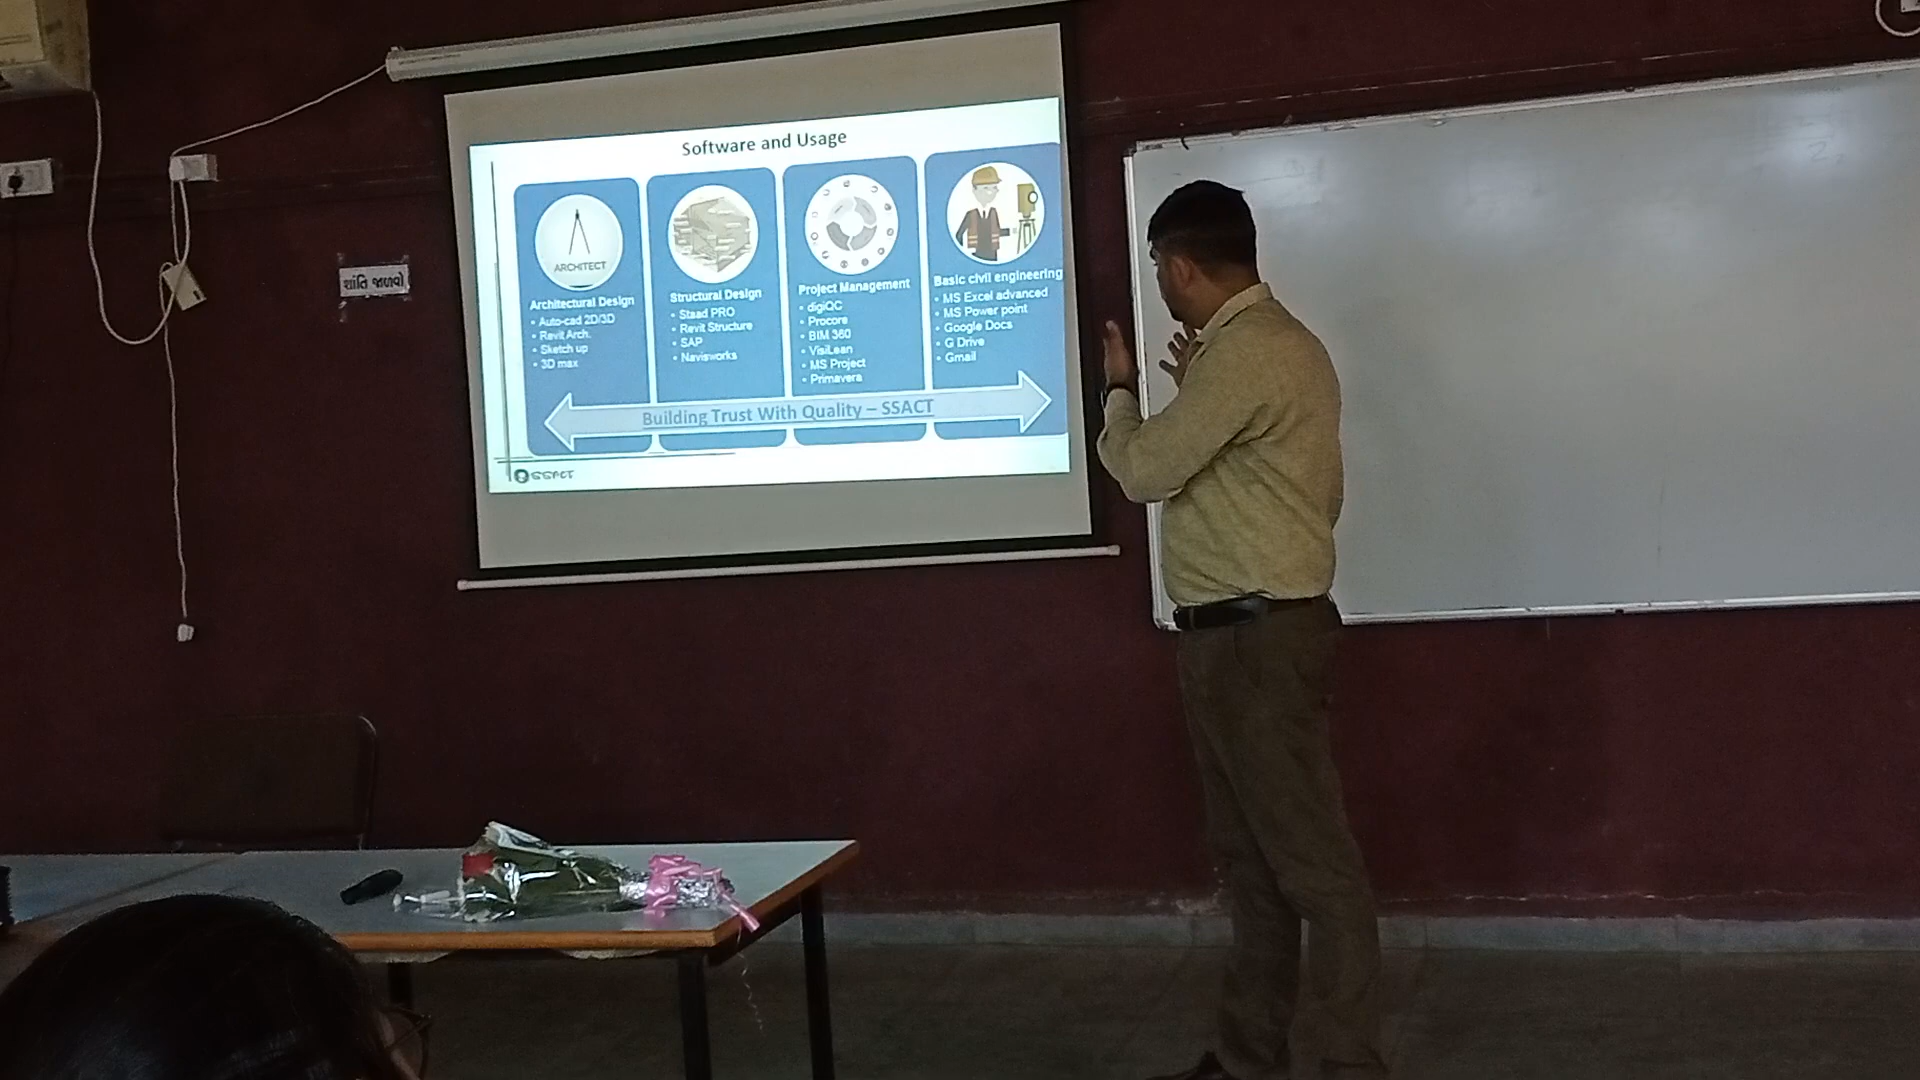 Software and Usage
ARCHITECT
Architectural Design
• Auto-cad 2D/3D
• Revit Arch.
• Sketch up
• 3D max
Structural Design
• Staad PRO
• Revit Structure
• SAP
• Navisworks
Project Management
• digiQC
• Procore
• BIM 360
• VisiLean
• MS Project
• Primavera
Basic civil engineering
• MS Excel advanced
• MS Power point
• Google Docs
• G Drive
• Gmail
Building Trust With Quality – SSACT
SSACT
શાંતિ જાળવો